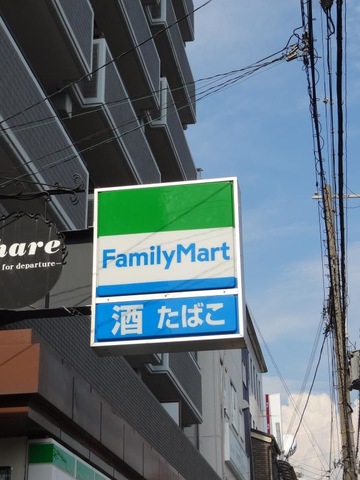 hare
for departure
FamilyMart
酒 たばこ